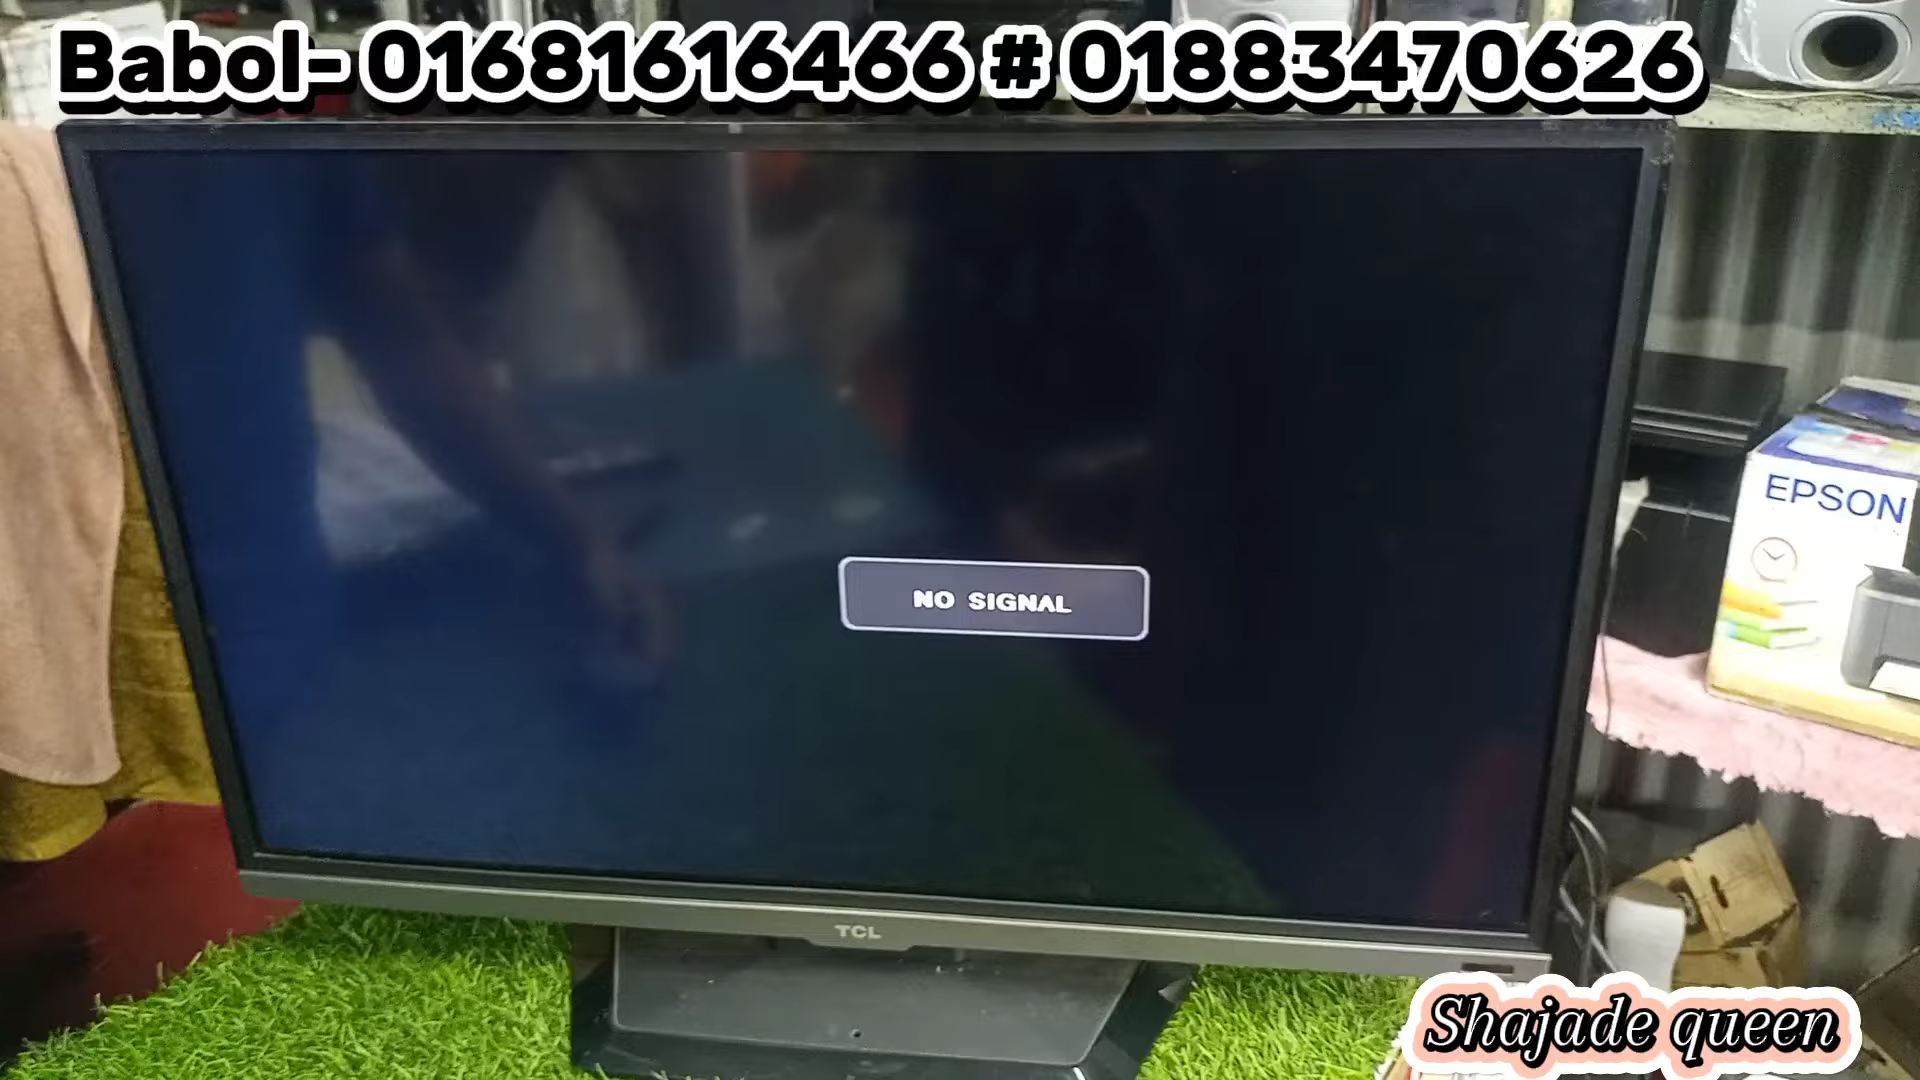 Babol- 01681616466 # 01883470626
EPSON
NO SIGNAL
TCL
Shajade queen